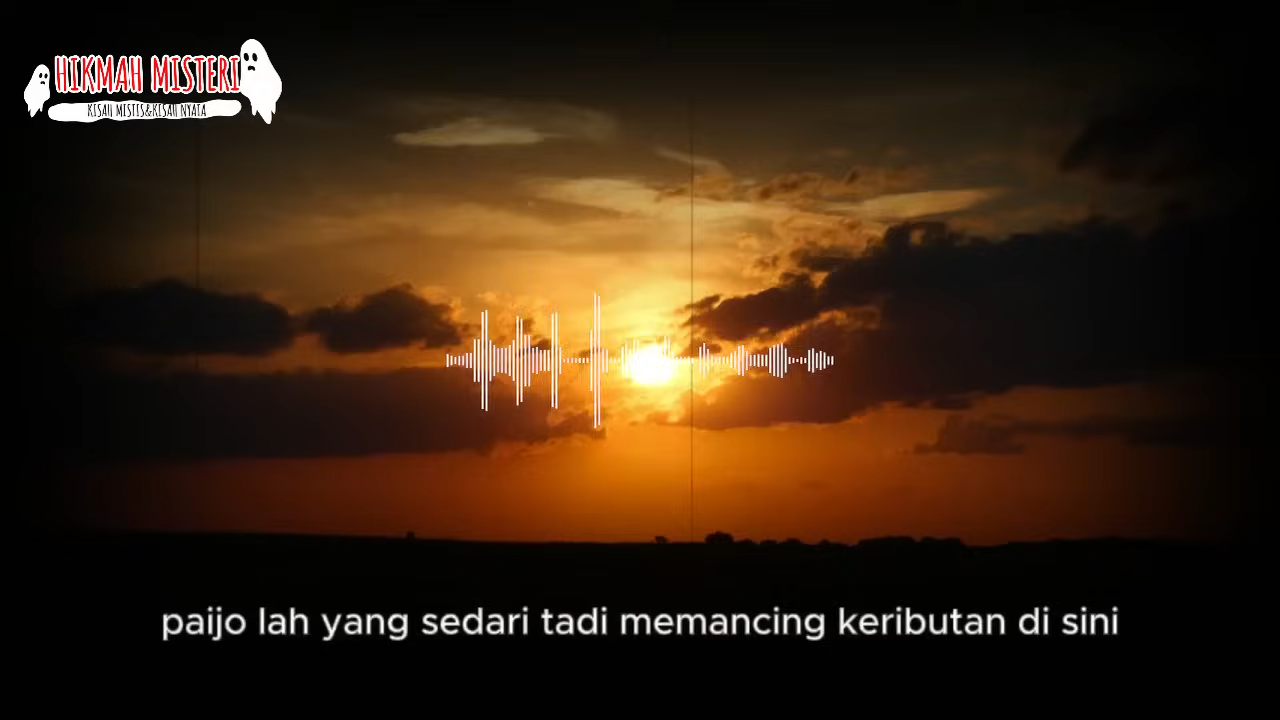 HIKMAH MISTERI
KISAH MISTIS&KISAH NYATA
paijo lah yang sedari tadi memancing keributan di sini